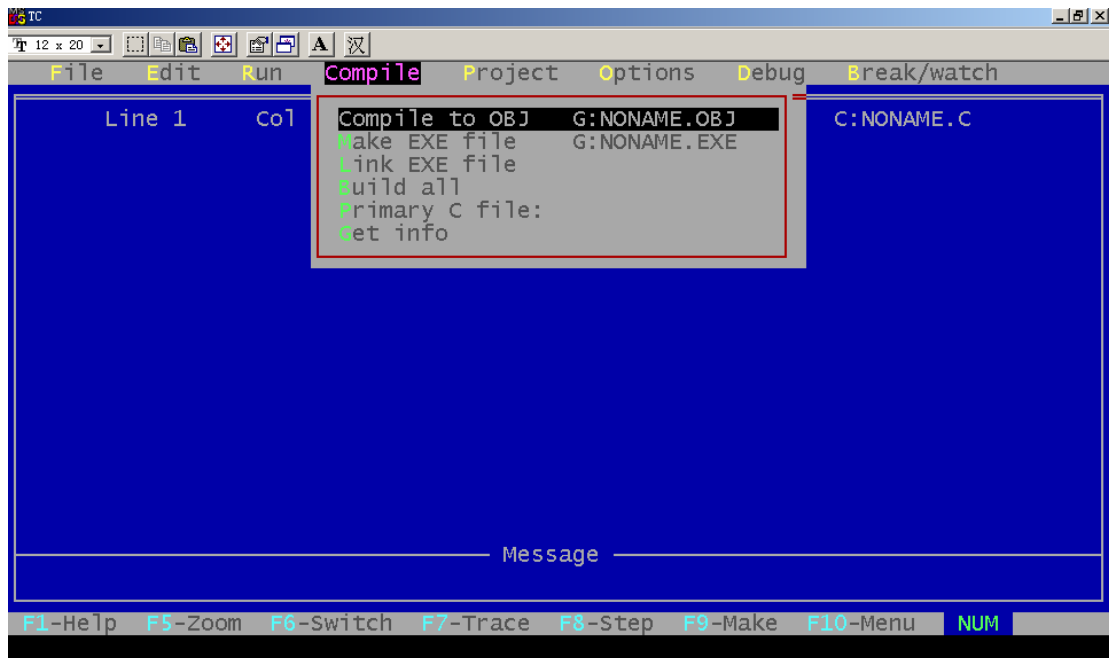 TC
12 x 20 A 汉
File Edit Run Compile Project Options Debug Break/watch
Line 1 Col C:NONAME.C
Compile to OBJ G:NONAME.OBJ
Make EXE file G:NONAME.EXE
Link EXE file
Build all
Primary C file:
Get info
Message
F1-Help F5-Zoom F6-Switch F7-Trace F8-Step F9-Make F10-Menu NUM